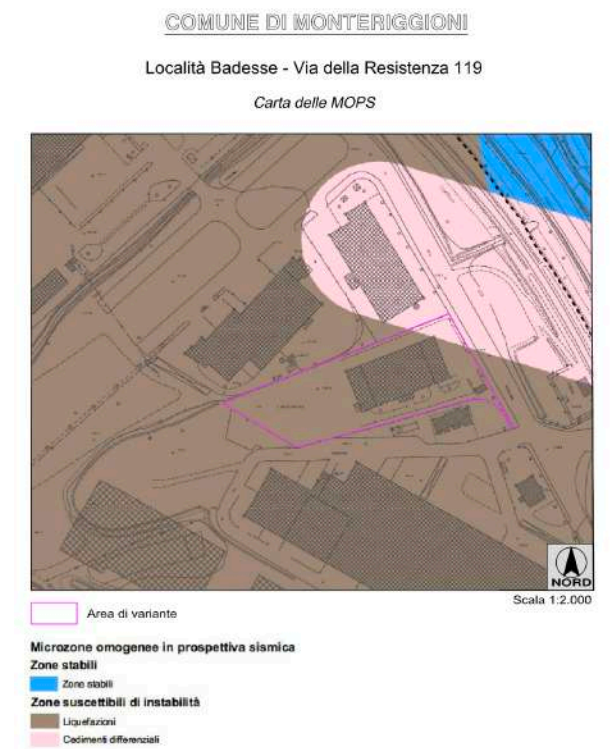 COMUNE DI MONTERIGGIONI
Località Badesse - Via della Resistenza 119
Carta delle MOPS
NORD
Scala 1:2.000
Area di variante
Microzone omogenee in prospettiva sismica
Zone stabili
Zone stabili
Zone suscettibili di instabilità
Liquefazioni
Cedimenti differenziali